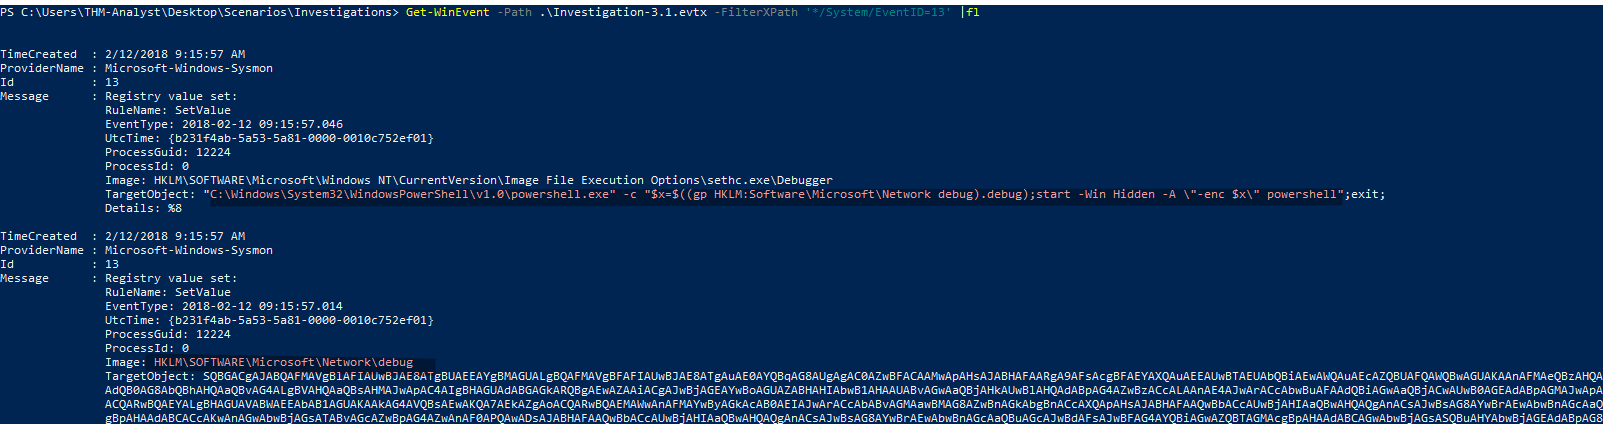 PS C:\Users\THM-Analyst\Desktop\Scenarios\Investigations> Get-WinEvent -Path .\Investigation-3.1.evtx -FilterXPath '*/System/EventID=13' |fl
TimeCreated : 2/12/2018 9:15:57 AM
ProviderName : Microsoft-Windows-Sysmon
Id : 13
Message : Registry value set:
RuleName: SetValue
EventType: 2018-02-12 09:15:57.046
UtcTime: {b231f4ab-5a53-5a81-0000-0010c752ef01}
ProcessGuid: 12224
ProcessId: 0
Image: HKLM\SOFTWARE\Microsoft\Windows NT\CurrentVersion\Image File Execution Options\sethc.exe\Debugger
TargetObject: "C:\Windows\System32\WindowsPowerShell\v1.0\powershell.exe" -c "$x=$((gp HKLM:Software\Microsoft\Network debug).debug);start -Win Hidden -A \"-enc $x\" powershell";exit;
Details: %8
TimeCreated : 2/12/2018 9:15:57 AM
ProviderName : Microsoft-Windows-Sysmon
Id : 13
Message : Registry value set:
RuleName: SetValue
EventType: 2018-02-12 09:15:57.014
UtcTime: {b231f4ab-5a53-5a81-0000-0010c752ef01}
ProcessGuid: 12224
ProcessId: 0
Image: HKLM\SOFTWARE\Microsoft\Network\debug
TargetObject: